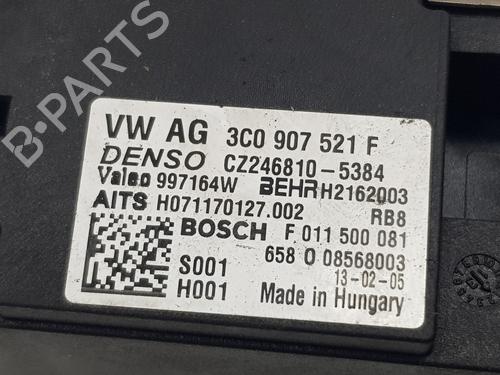 VW AG 3C0 907 521 F
DENSO CZ246810-5384
Valeo 997164W BEHR H2162003
AITS H071170127.002 RB8
BOSCH F 011 500 081
658 0 08568003
S001 13-02-05
H001 Made in Hungary
B-PARTS